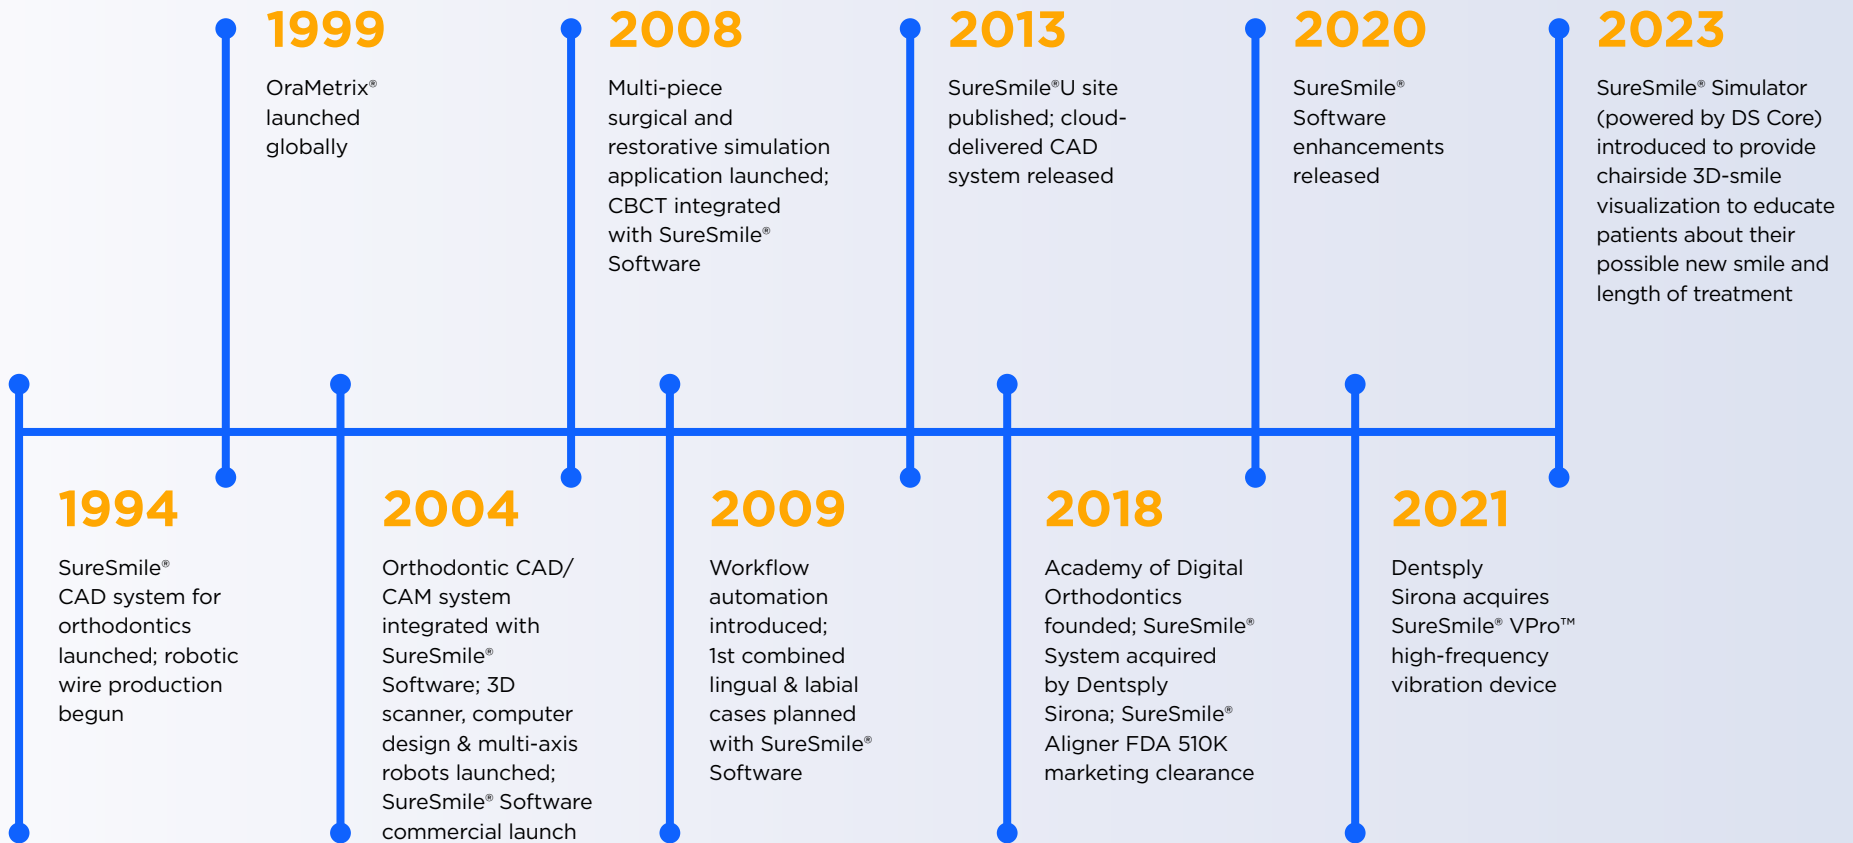 1999
OraMetrix®
launched
globally
2008
Multi-piece
surgical and
restorative simulation
application launched;
CBCT integrated
with SureSmile®
Software
2013
SureSmile®U site
published; cloud-
delivered CAD
system released
2020
SureSmile®
Software
enhancements
released
2023
SureSmile® Simulator
(powered by DS Core)
introduced to provide
chairside 3D-smile
visualization to educate
patients about their
possible new smile and
length of treatment
1994
SureSmile®
CAD system for
orthodontics
launched; robotic
wire production
begun
2004
Orthodontic CAD/
CAM system
integrated with
SureSmile®
Software; 3D
scanner, computer
design & multi-axis
robots launched;
SureSmile® Software
commercial launch
2009
Workflow
automation
introduced;
1st combined
lingual & labial
cases planned
with SureSmile®
Software
2018
Academy of Digital
Orthodontics
founded; SureSmile®
System acquired
by Dentsply
Sirona; SureSmile®
Aligner FDA 510K
marketing clearance
2021
Dentsply
Sirona acquires
SureSmile® VPro™
high-frequency
vibration device